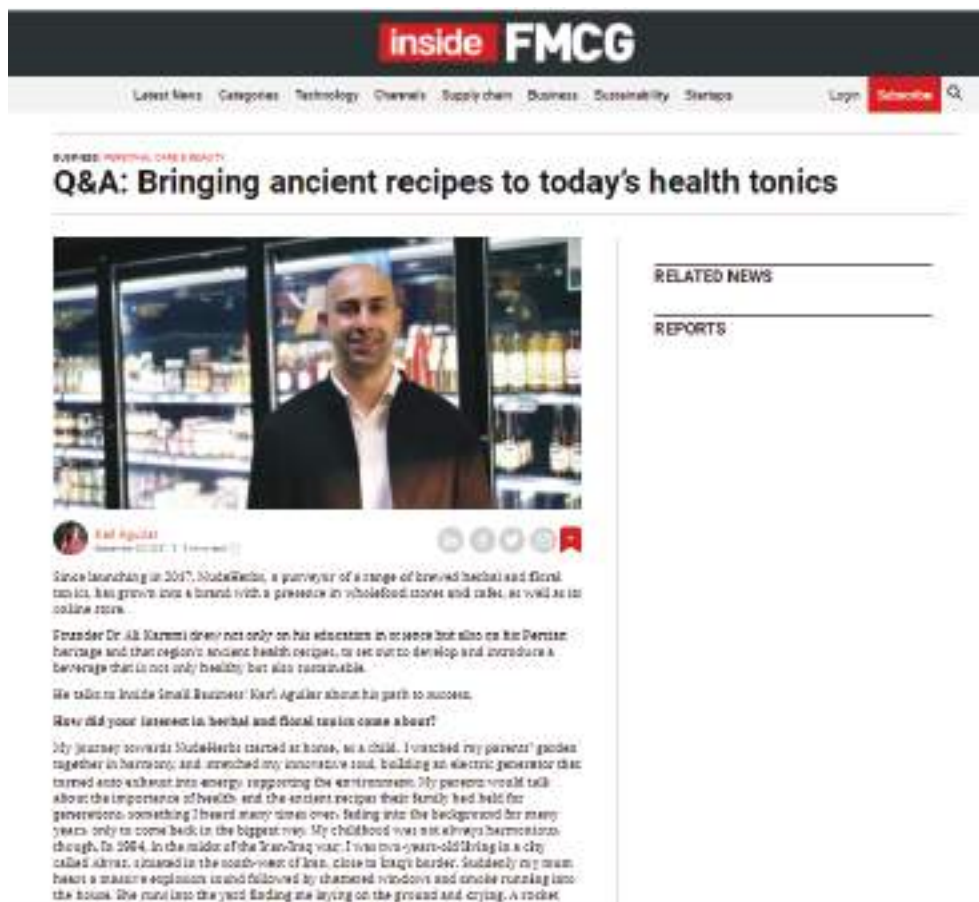 inside FMCG
Latest News Categories Technology Channels Supply chain Business Sustainability Startups Login Subscribe
BUSINESS PERSONAL CARE & BEAUTY
Q&A: Bringing ancient recipes to today's health tonics
RELATED NEWS
REPORTS
Aguilar
Since launching in 2017, NudeHerbs, a purveyor of a range of brewed herbal and floral
tonics, has grown into a brand with a presence in wholefood stores and cafes, as well as its
online store.
Founder Dr Ali Karami drew not only on his education in science but also on his Persian
heritage and that region's ancient health recipes, to set out to develop and introduce a
beverage that is not only healthy but also sustainable.
He talks to Inside Small Business' Aguilar about his path to success.
How did your interest in herbal and floral tonics come about?
My journey towards NudeHerbs started at home, as a child. I watched my parents' garden
together in harmony, and stretched my innovative soul, building an electric generator that
turned auto exhaust into energy supporting the environment. My parents would talk
about the importance of health and the ancient recipes their family had held for
generations, something I heard many times over, fading into the background for many
years only to come back in the biggest way. My childhood was not always harmonious,
though. In 1984, in the midst of the Iran-Iraq war, I was two-years-old living in a city
called Ahvaz, situated in the south-west of Iran, close to Iraq's border. Suddenly my mum
hears a massive explosion sound followed by shattered windows and smoke running into
the house. She runs into the yard finding me laying on the ground and crying. A rocket